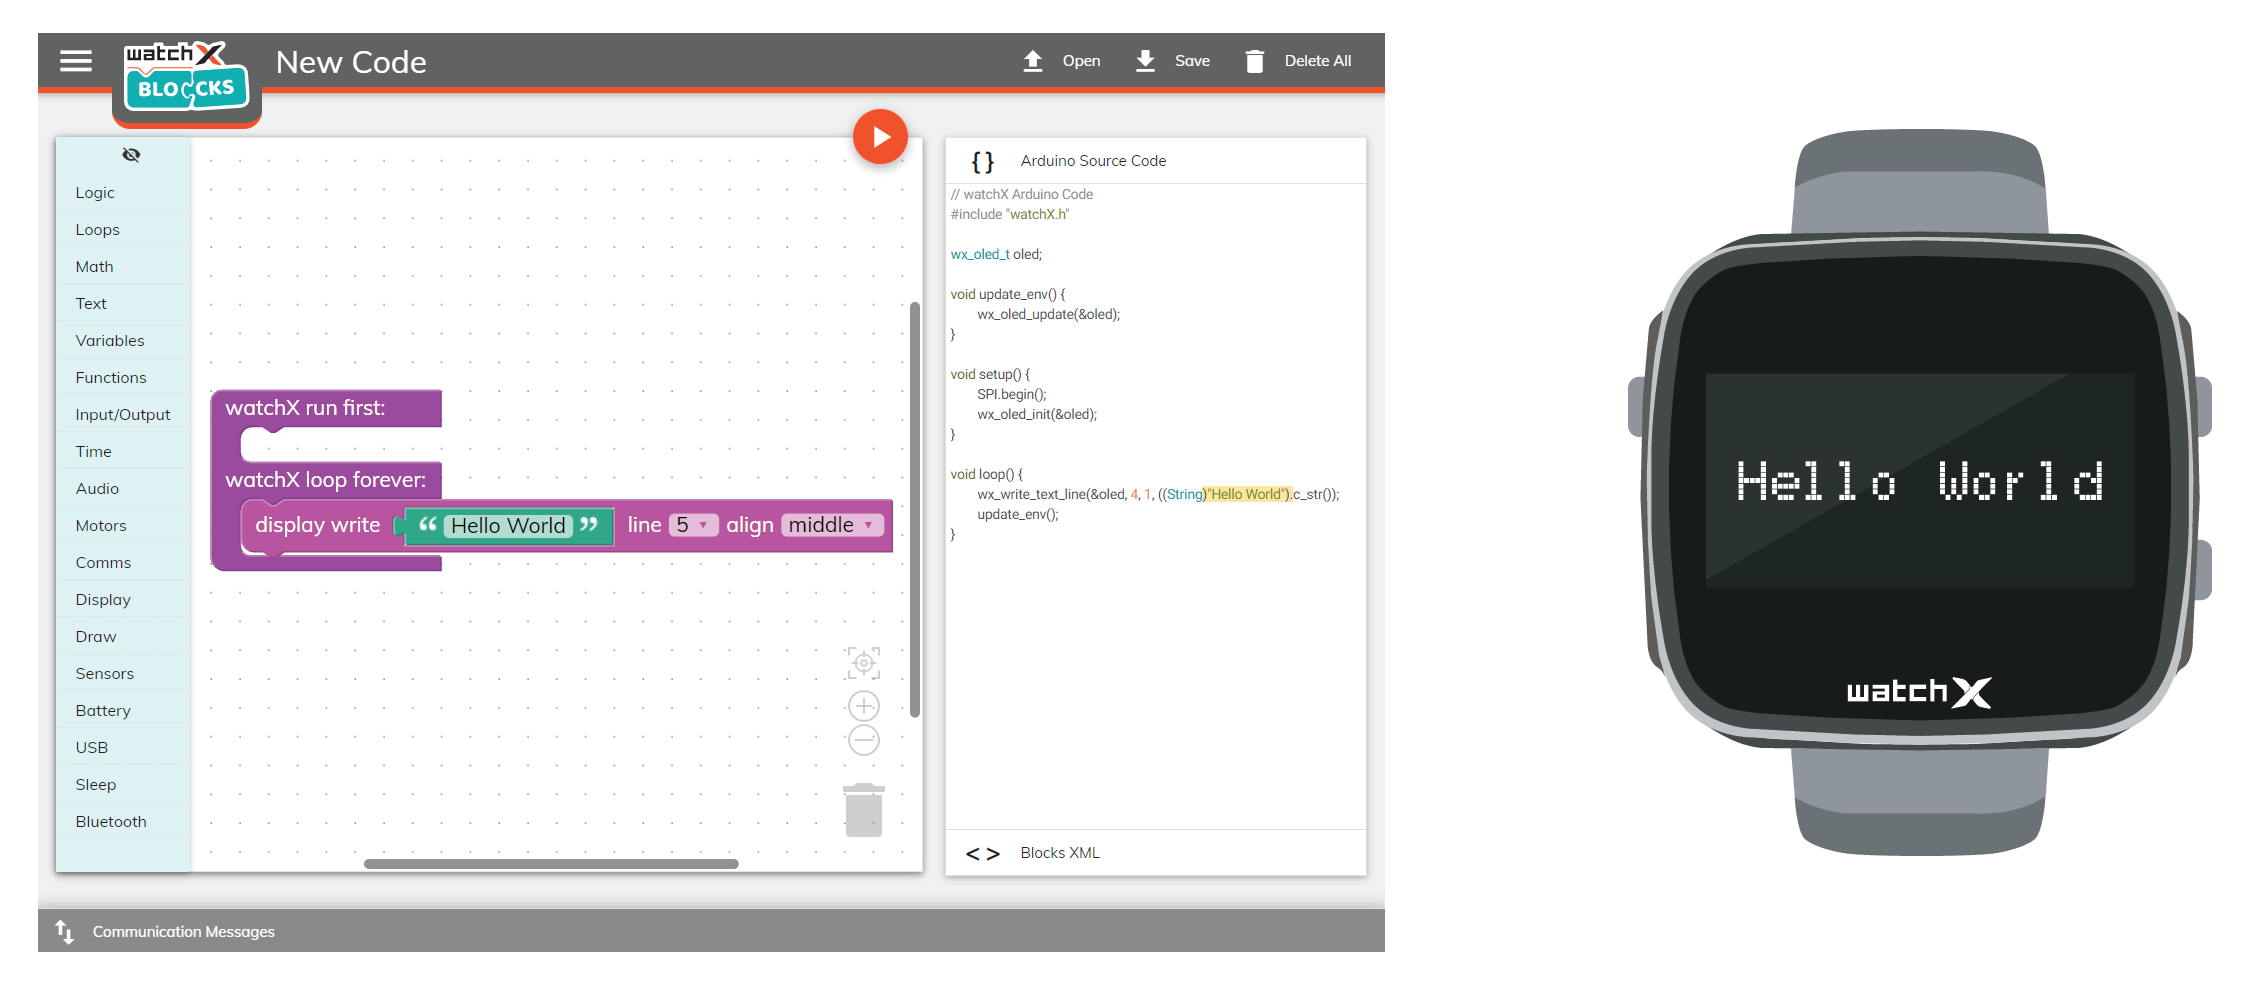 watchX
BLOCKS
New Code
Open
Save
Delete All
Logic
Loops
Math
Text
Variables
Functions
Input/Output
Time
Audio
Motors
Comms
Display
Draw
Sensors
Battery
USB
Sleep
Bluetooth
watchX run first:
watchX loop forever:
display write “ Hello World ” line 5 align middle
{ } Arduino Source Code
// watchX Arduino Code
#include "watchX.h"
wx_oled_t oled;
void update_env() {
wx_oled_update(&oled);
}
void setup() {
SPI.begin();
wx_oled_init(&oled);
}
void loop() {
wx_write_text_line(&oled, 4, 1, ((String)"Hello World").c_str());
update_env();
}
< > Blocks XML
Communication Messages
Hello World
watchX